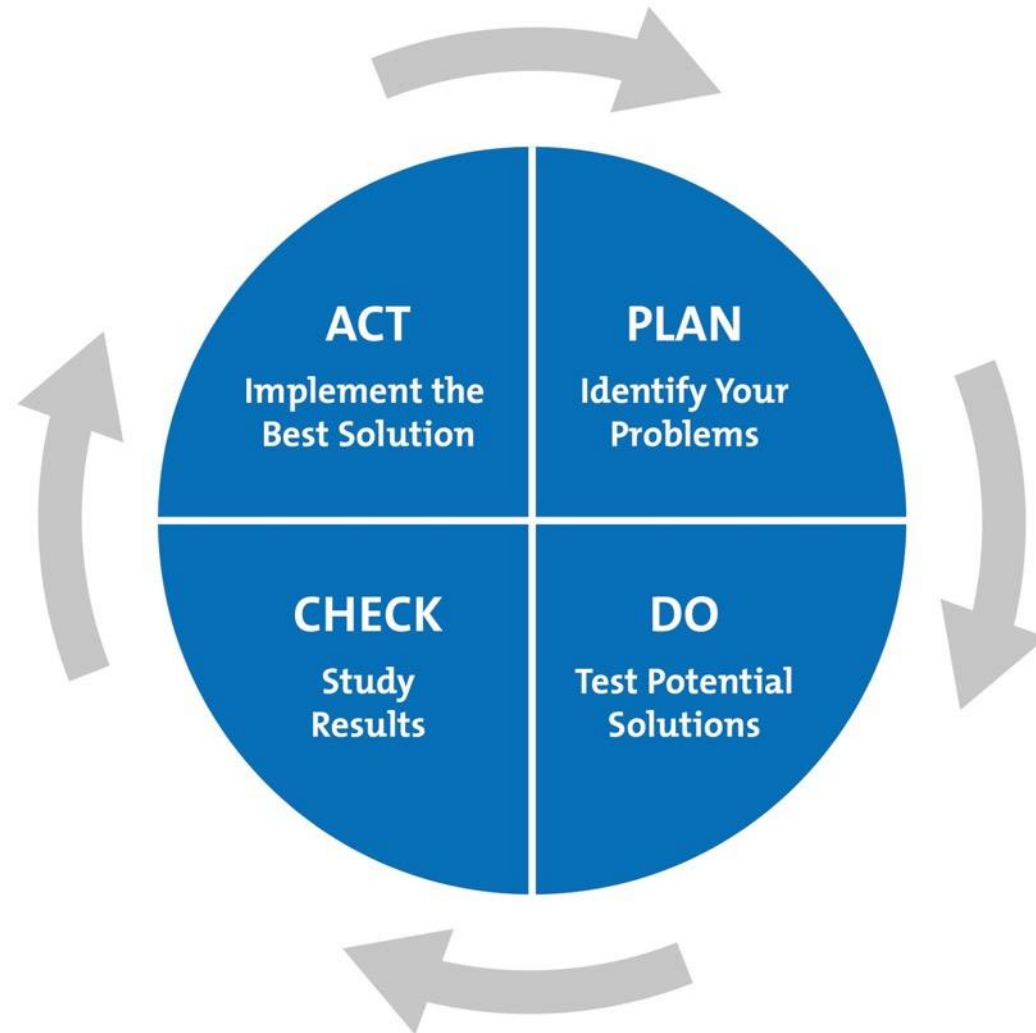 ACT
Implement the
Best Solution
PLAN
Identify Your
Problems
CHECK
Study
Results
DO
Test Potential
Solutions